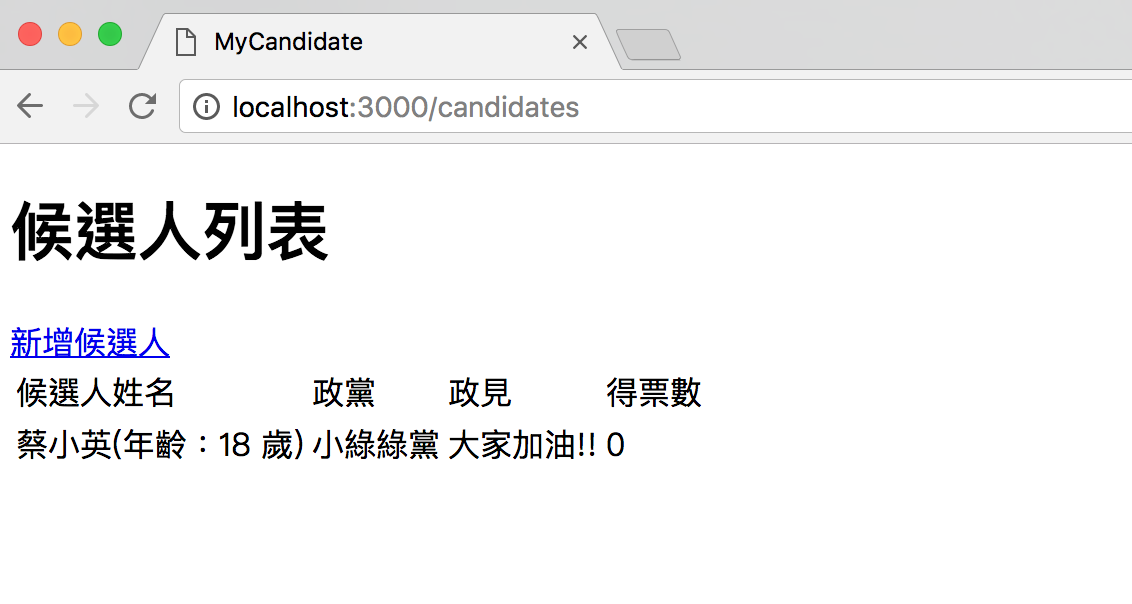 MyCandidate
localhost:3000/candidates
候選人列表
新增候選人
候選人姓名 政黨 政見 得票數
蔡小英(年齡：18 歲) 小綠綠黨 大家加油!! 0